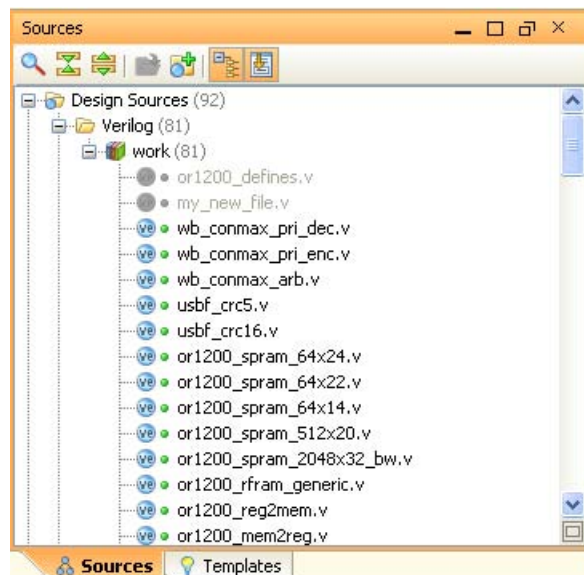 Sources
Design Sources (92)
Verilog (81)
work (81)
or1200_defines.v
my_new_file.v
wb_conmax_pri_dec.v
wb_conmax_pri_enc.v
wb_conmax_arb.v
usbf_crc5.v
usbf_crc16.v
or1200_spram_64x24.v
or1200_spram_64x22.v
or1200_spram_64x14.v
or1200_spram_512x20.v
or1200_spram_2048x32_bw.v
or1200_rfram_generic.v
or1200_reg2mem.v
or1200_mem2reg.v
Sources Templates